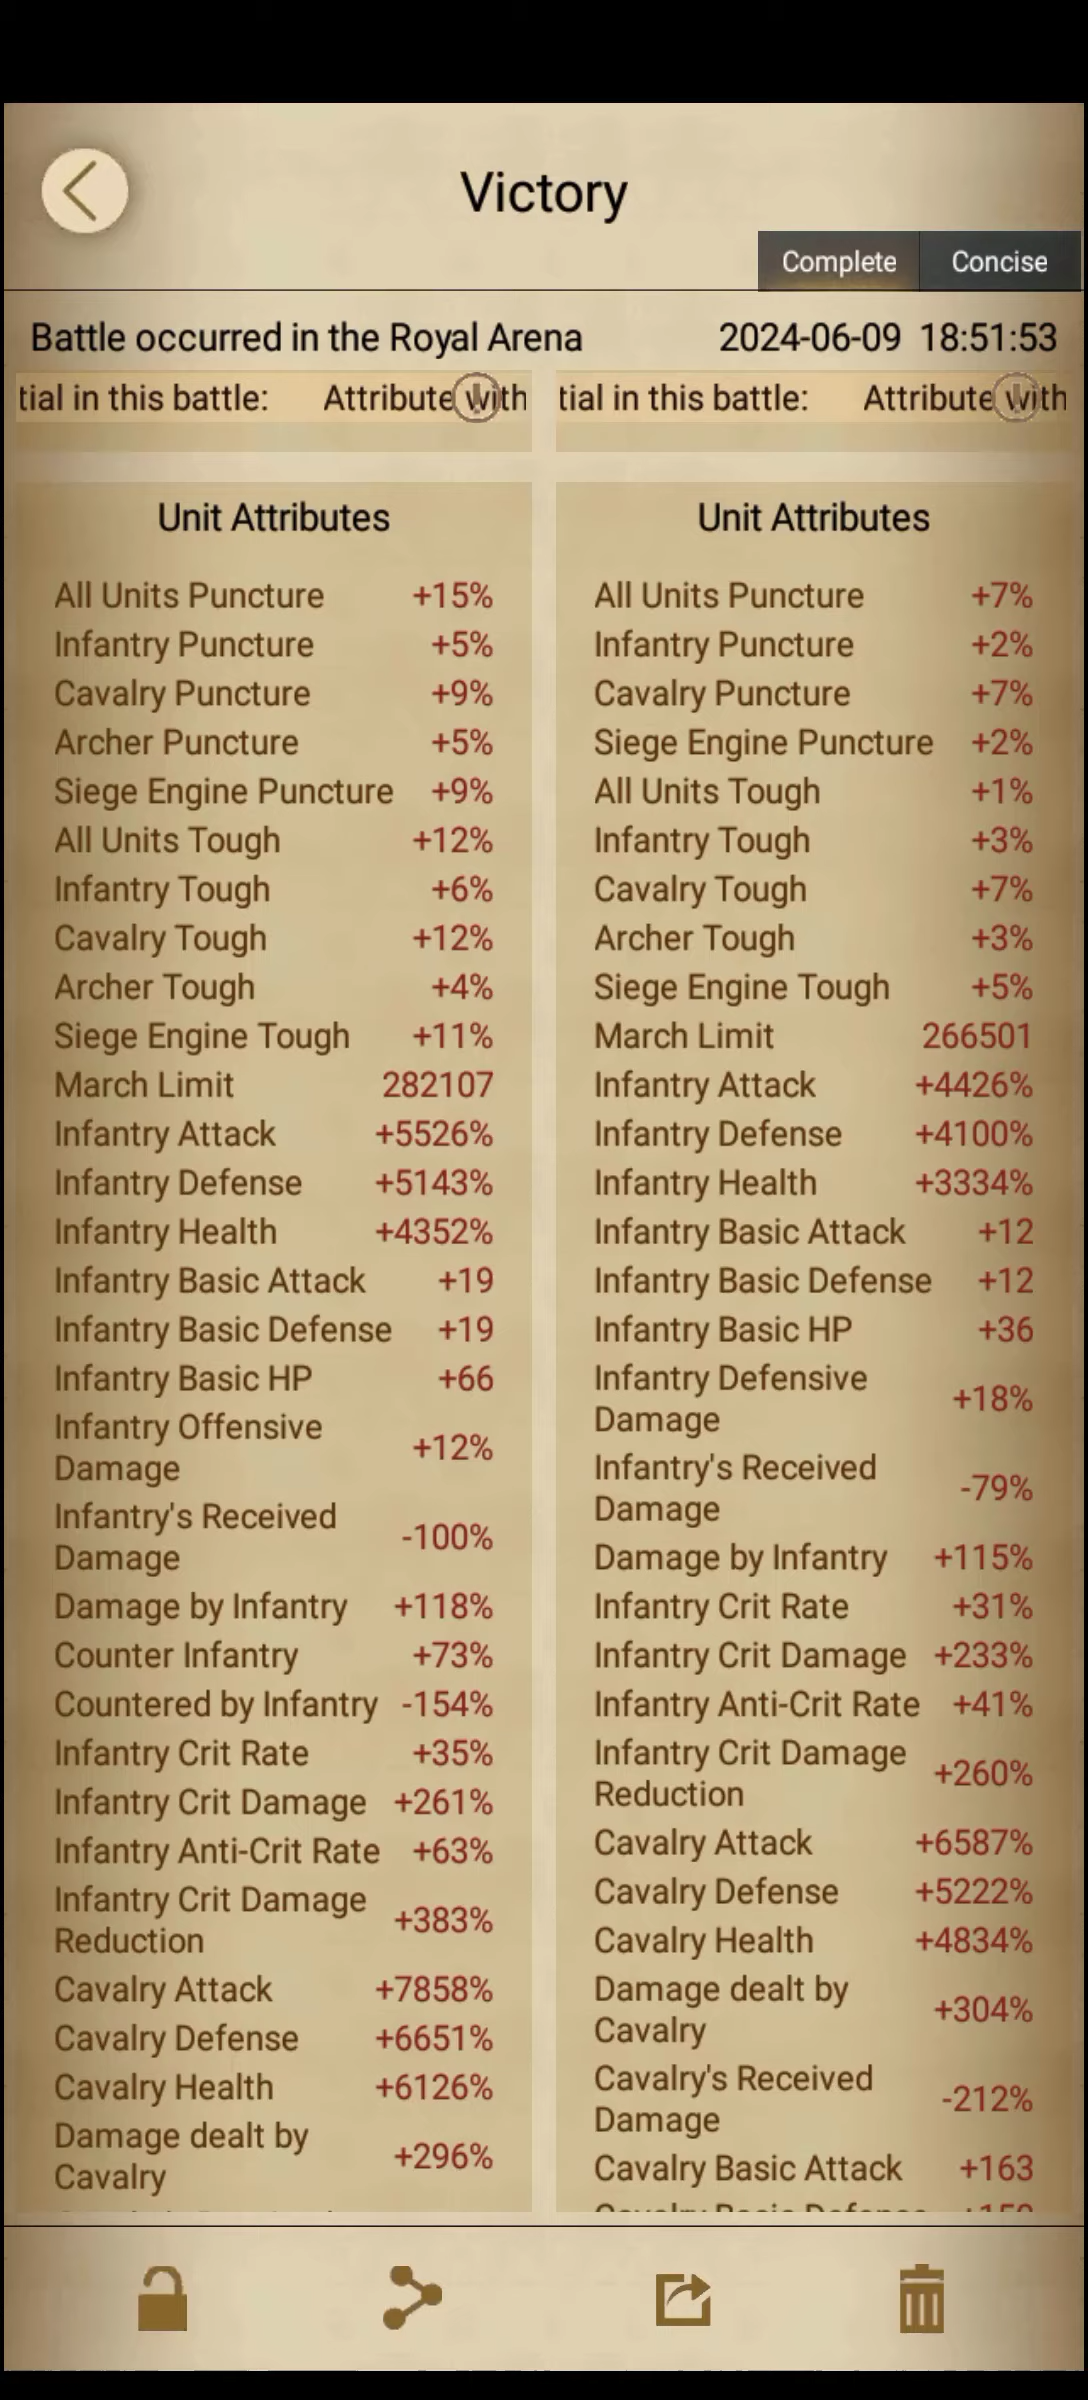 Victory
Complete Concise
Battle occurred in the Royal Arena 2024-06-09 18:51:53
tial in this battle: Attribute with
tial in this battle: Attribute with
Unit Attributes
All Units Puncture +15%
Infantry Puncture +5%
Cavalry Puncture +9%
Archer Puncture +5%
Siege Engine Puncture +9%
All Units Tough +12%
Infantry Tough +6%
Cavalry Tough +12%
Archer Tough +4%
Siege Engine Tough +11%
March Limit 282107
Infantry Attack +5526%
Infantry Defense +5143%
Infantry Health +4352%
Infantry Basic Attack +19
Infantry Basic Defense +19
Infantry Basic HP +66
Infantry Offensive
Damage +12%
Infantry's Received
Damage -100%
Damage by Infantry +118%
Counter Infantry +73%
Countered by Infantry -154%
Infantry Crit Rate +35%
Infantry Crit Damage +261%
Infantry Anti-Crit Rate +63%
Infantry Crit Damage
Reduction +383%
Cavalry Attack +7858%
Cavalry Defense +6651%
Cavalry Health +6126%
Damage dealt by
Cavalry +296%
Unit Attributes
All Units Puncture +7%
Infantry Puncture +2%
Cavalry Puncture +7%
Siege Engine Puncture +2%
All Units Tough +1%
Infantry Tough +3%
Cavalry Tough +7%
Archer Tough +3%
Siege Engine Tough +5%
March Limit 266501
Infantry Attack +4426%
Infantry Defense +4100%
Infantry Health +3334%
Infantry Basic Attack +12
Infantry Basic Defense +12
Infantry Basic HP +36
Infantry Defensive
Damage +18%
Infantry's Received
Damage -79%
Damage by Infantry +115%
Infantry Crit Rate +31%
Infantry Crit Damage +233%
Infantry Anti-Crit Rate +41%
Infantry Crit Damage
Reduction +260%
Cavalry Attack +6587%
Cavalry Defense +5222%
Cavalry Health +4834%
Damage dealt by
Cavalry +304%
Cavalry's Received
Damage -212%
Cavalry Basic Attack +163
Cavalry Basic Defense